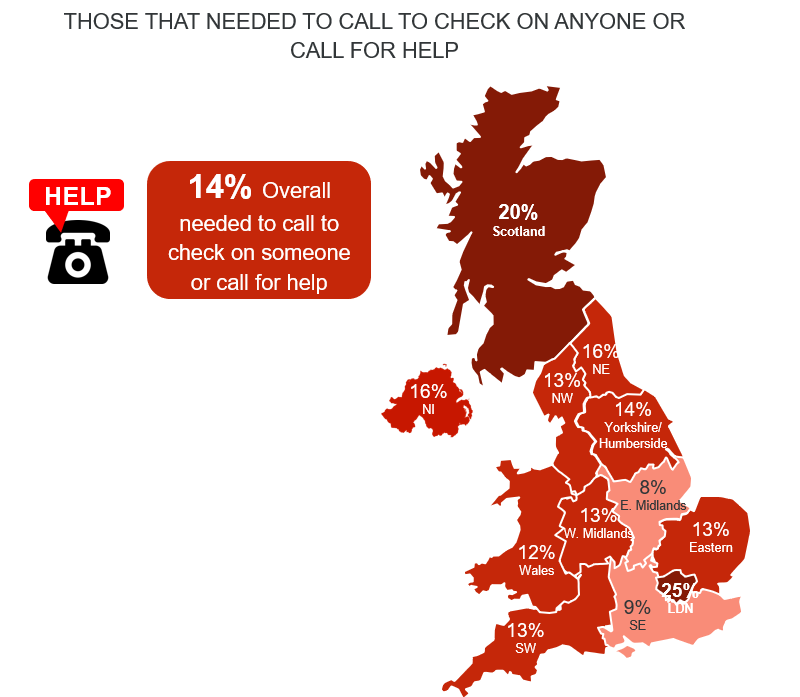 THOSE THAT NEEDED TO CALL TO CHECK ON ANYONE OR
CALL FOR HELP
HELP
14% Overall
needed to call to
check on someone
or call for help
20%
Scotland
16%
NE
13%
NW
16%
NI
14%
Yorkshire/
Humberside
8%
E. Midlands
13%
W. Midlands
13%
Eastern
12%
Wales
25%
LDN
9%
SE
13%
SW